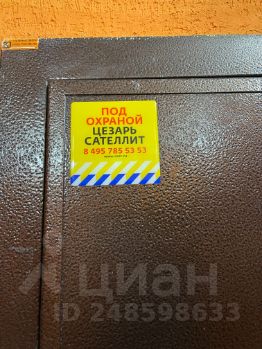 ПОД
ОХРАНОЙ
ЦЕЗАРЬ
САТЕЛЛИТ
8 495 785 53 53
циан
ID 248598633